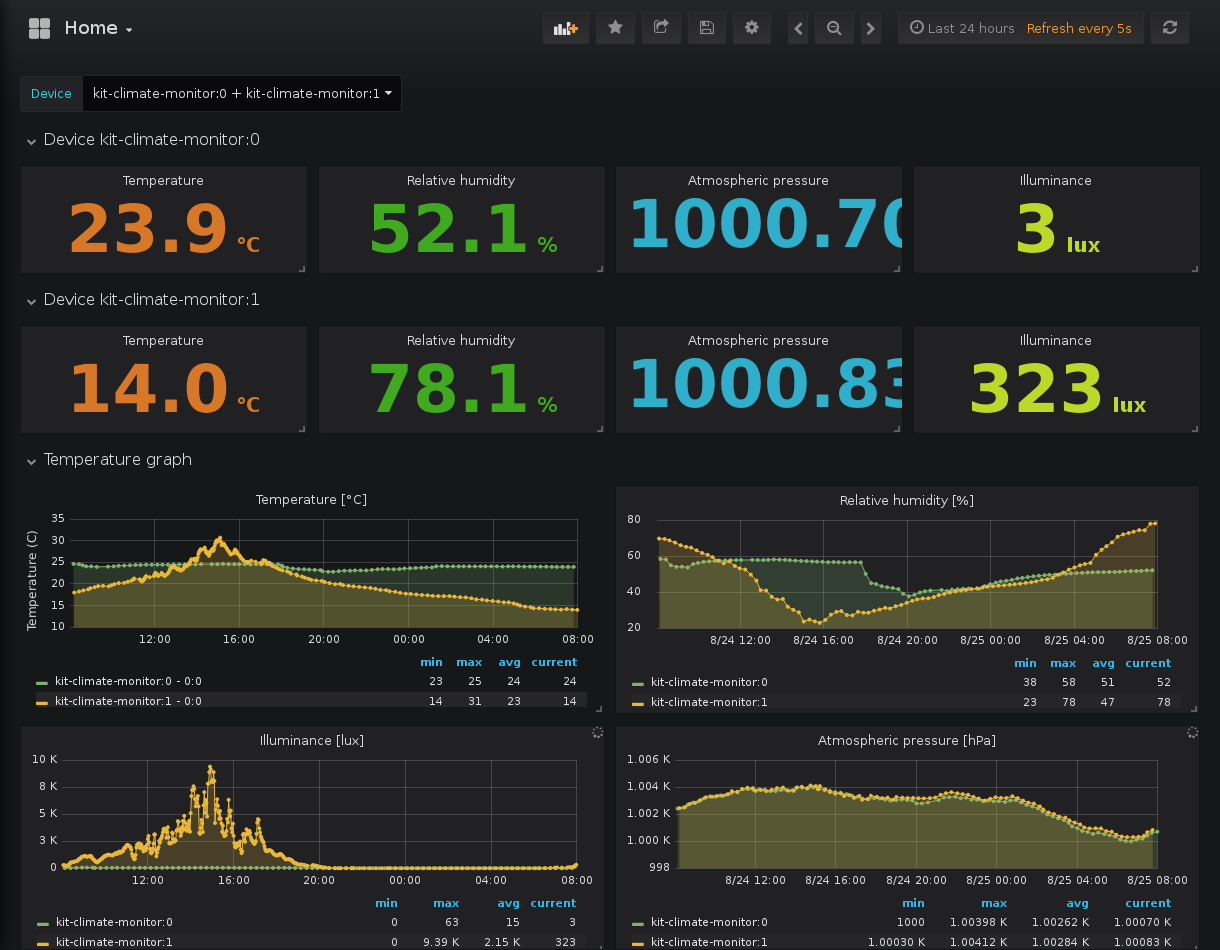 Home
Last 24 hours Refresh every 5s
Device kit-climate-monitor:0 + kit-climate-monitor:1
Device kit-climate-monitor:0
Temperature Relative humidity Atmospheric pressure Illuminance
23.9 °C 52.1 % 1000.70 3 lux
Device kit-climate-monitor:1
Temperature Relative humidity Atmospheric pressure Illuminance
14.0 °C 78.1 % 1000.83 323 lux
Temperature graph
Temperature [°C]
Temperature (C)
35
30
25
20
15
10
12:00 16:00 20:00 00:00 04:00 08:00
min max avg current
kit-climate-monitor:0 - 0:0 23 25 24 24
kit-climate-monitor:1 - 0:0 14 31 23 14
Relative humidity [%]
80
60
40
20
8/24 12:00 8/24 16:00 8/24 20:00 8/25 00:00 8/25 04:00 8/25 08:00
min max avg current
kit-climate-monitor:0 38 58 51 52
kit-climate-monitor:1 23 78 47 78
Illuminance [lux]
10 K
8 K
5 K
3 K
0
12:00 16:00 20:00 00:00 04:00 08:00
min max avg current
kit-climate-monitor:0 0 63 15 3
kit-climate-monitor:1 0 9.39 K 2.15 K 323
Atmospheric pressure [hPa]
1.006 K
1.004 K
1.002 K
1.000 K
998
8/24 12:00 8/24 16:00 8/24 20:00 8/25 00:00 8/25 04:00 8/25 08:00
min max avg current
kit-climate-monitor:0 1000 1.00398 K 1.00262 K 1.00070 K
kit-climate-monitor:1 1.00030 K 1.00412 K 1.00284 K 1.00083 K